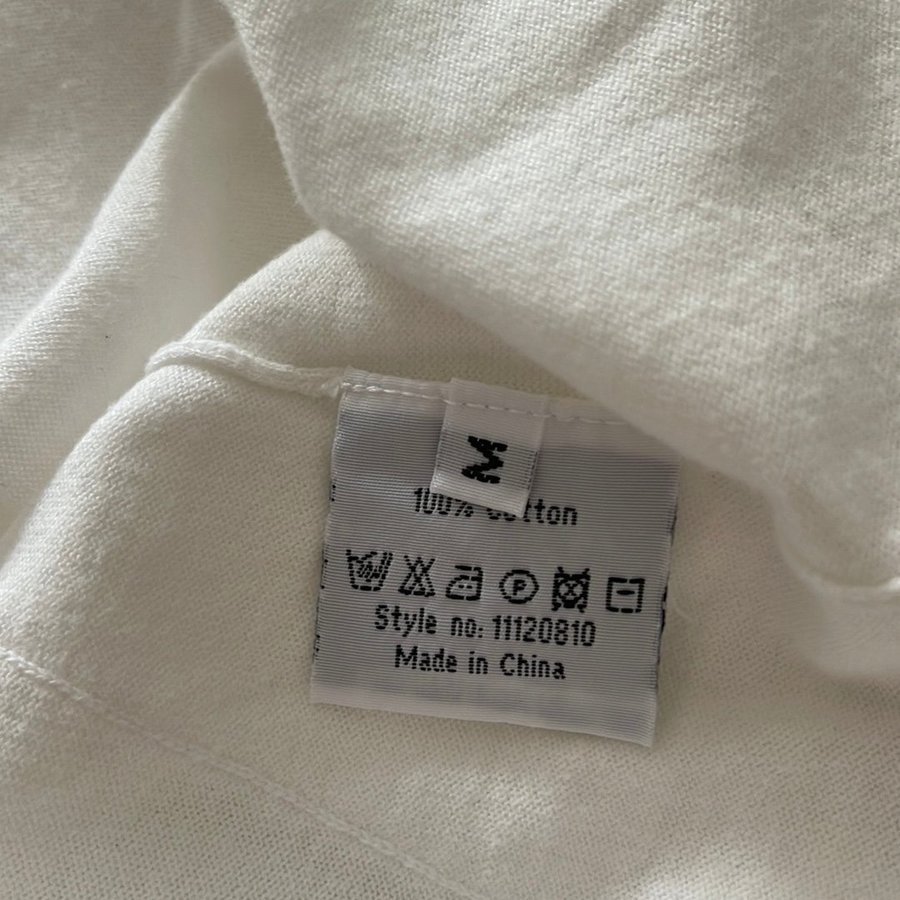 M
100% Cotton
P
Style no: 11120810
Made in China